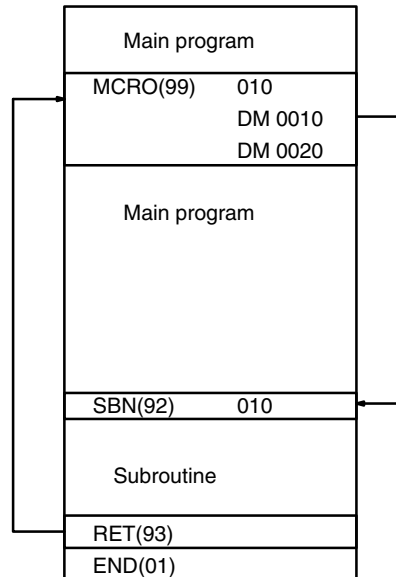 Main program
MCRO(99) 010
DM 0010
DM 0020
Main program
SBN(92) 010
Subroutine
RET(93)
END(01)